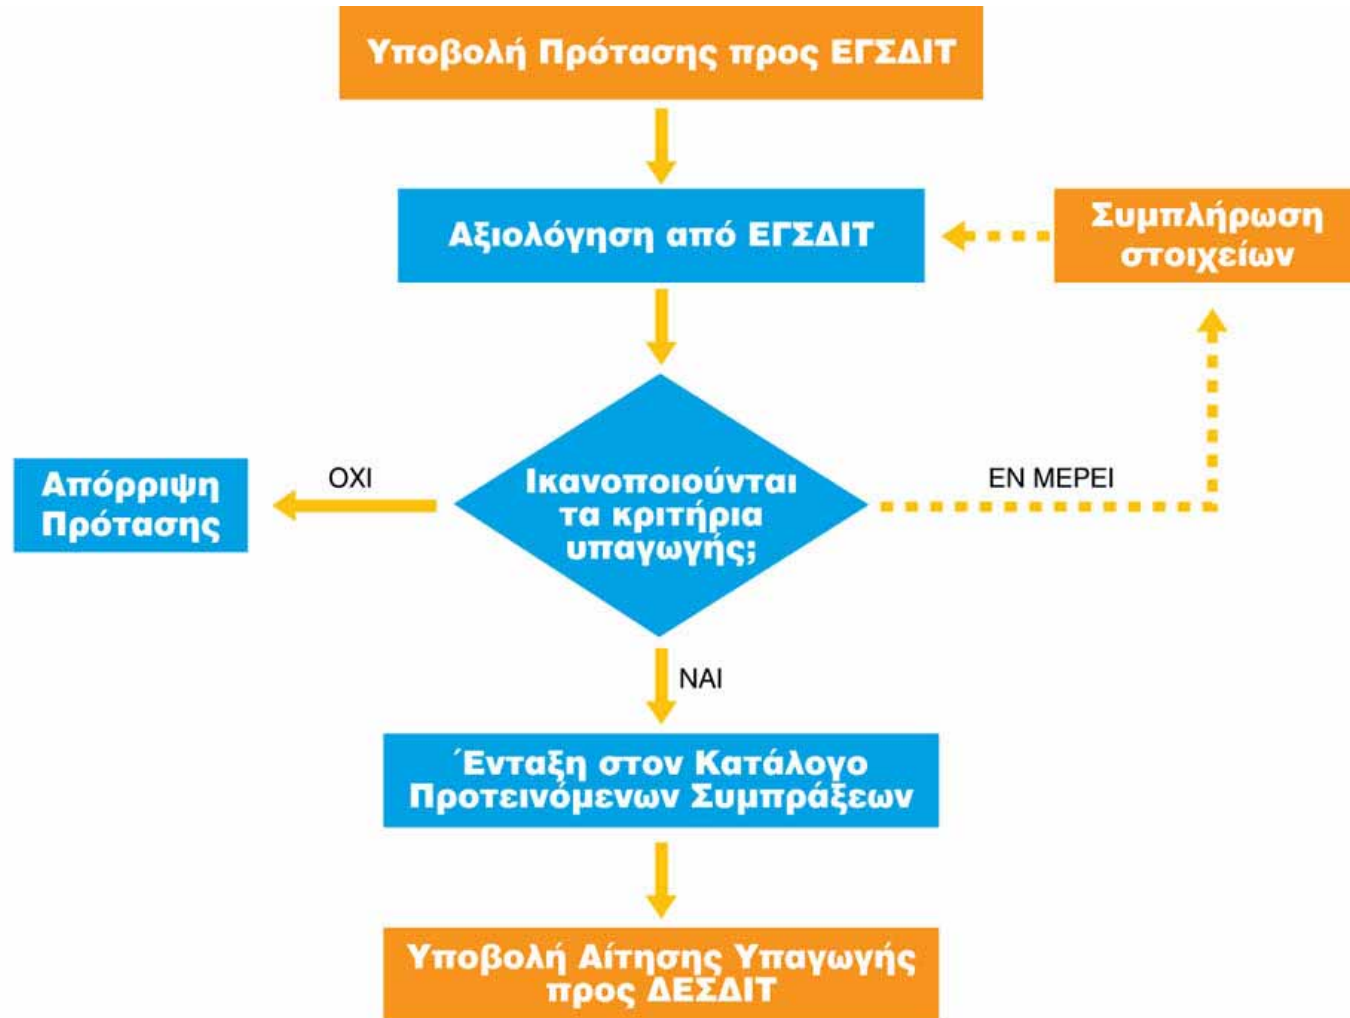 Υποβολή Πρότασης προς ΕΓΣΔΙΤ
Αξιολόγηση από ΕΓΣΔΙΤ
Συμπλήρωση
στοιχείων
Απόρριψη
Πρότασης
ΟΧΙ
Ικανοποιούνται
τα κριτήρια
υπαγωγής;
ΕΝ ΜΕΡΕΙ
ΝΑΙ
Ένταξη στον Κατάλογο
Προτεινόμενων Συμπράξεων
Υποβολή Αίτησης Υπαγωγής
προς ΔΕΣΔΙΤ